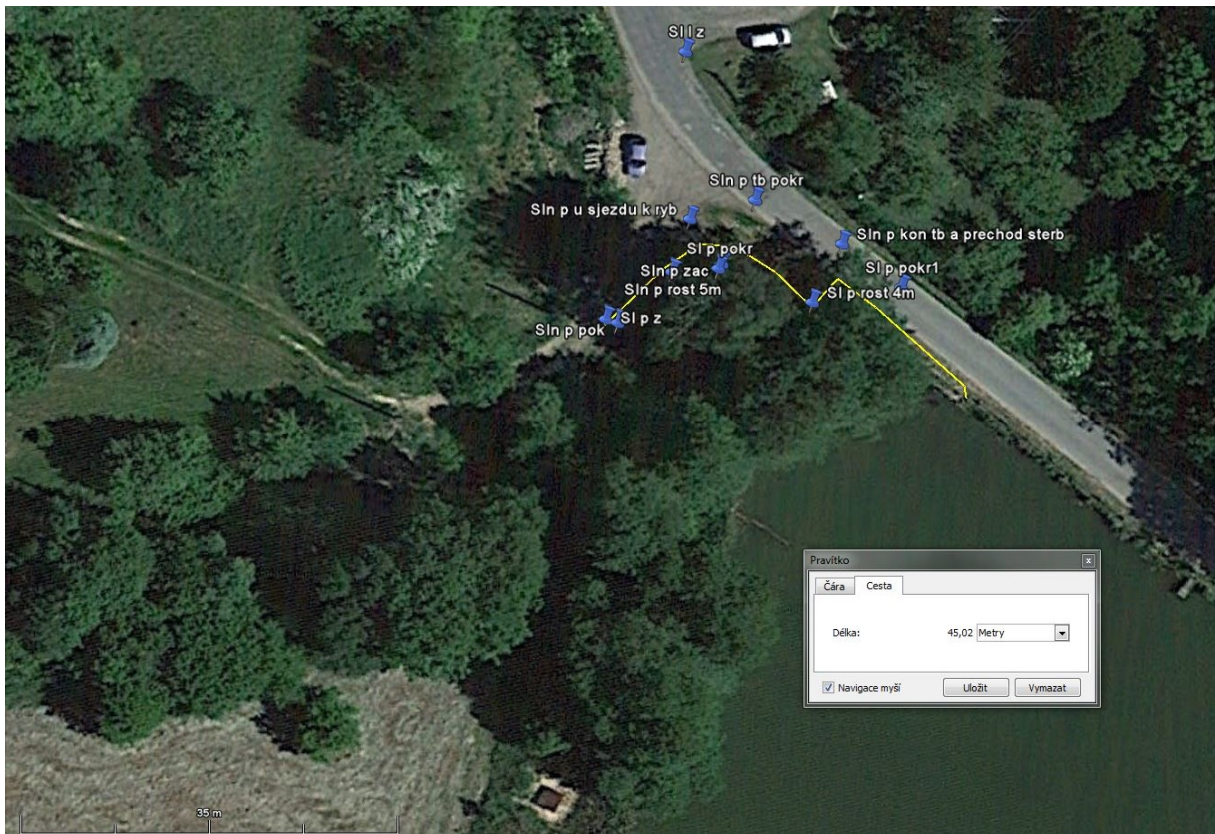 Sl l z
Sln p tb pokr
Sln p u sjezdu k ryb
Sln p kon tb a prechod sterb
Sl p pokr
Sln p zac
Sl p pokr1
Sln p rost 5m
Sl p rost 4m
Sln p pok
Sl p z
Pravítko
Čára
Cesta
Délka:
45,02 Metry
Navigace myší
Uložit
Vymazat
35 m